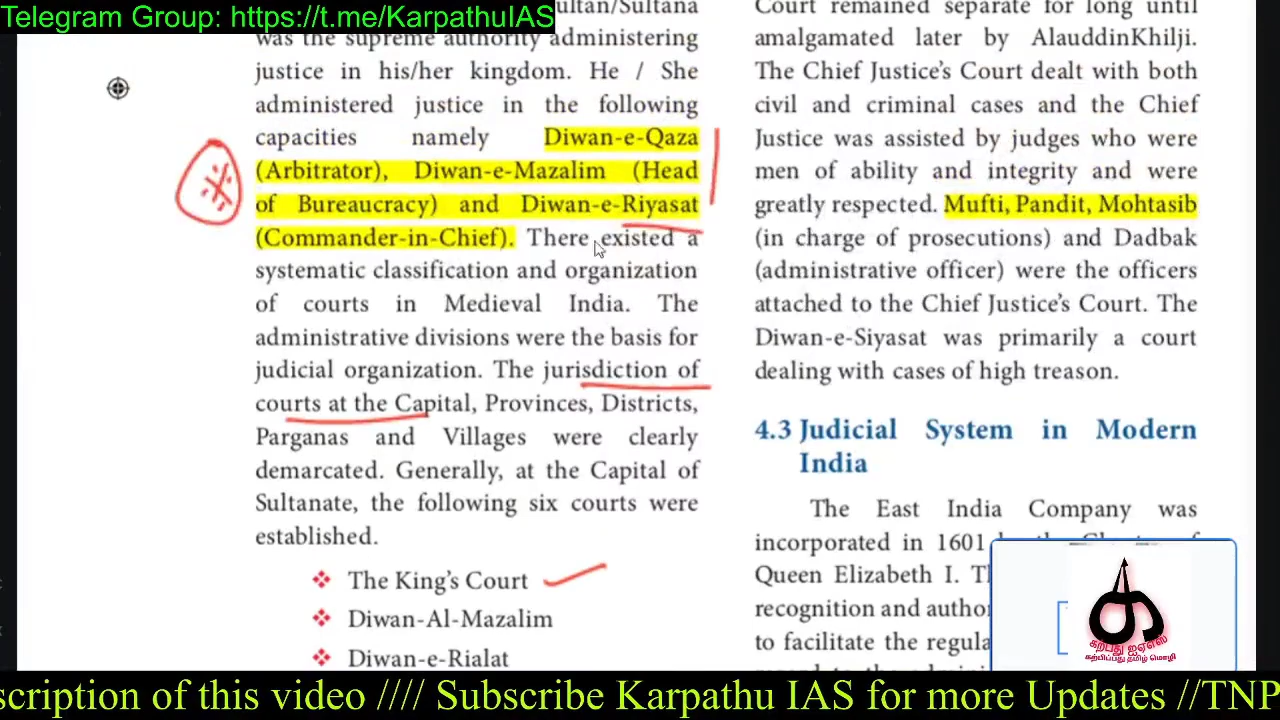 Telegram Group: https://t.me/KarpathuIAS
ultan/Sultana
was the supreme authority administering
justice in his/her kingdom. He / She
administered justice in the following
capacities namely Diwan-e-Qaza
(Arbitrator), Diwan-e-Mazalim (Head
of Bureaucracy) and Diwan-e-Riyasat
(Commander-in-Chief). There existed a
systematic classification and organization
of courts in Medieval India. The
administrative divisions were the basis for
judicial organization. The jurisdiction of
courts at the Capital, Provinces, Districts,
Parganas and Villages were clearly
demarcated. Generally, at the Capital of
Sultanate, the following six courts were
established.
❖ The King's Court
❖ Diwan-Al-Mazalim
❖ Diwan-e-Rialat
Court remained separate for long until
amalgamated later by AlauddinKhilji.
The Chief Justice's Court dealt with both
civil and criminal cases and the Chief
Justice was assisted by judges who were
men of ability and integrity and were
greatly respected. Mufti, Pandit, Mohtasib
(in charge of prosecutions) and Dadbak
(administrative officer) were the officers
attached to the Chief Justice's Court. The
Diwan-e-Siyasat was primarily a court
dealing with cases of high treason.
4.3 Judicial System in Modern
India
The East India Company was
incorporated in 1601
Queen Elizabeth I.
recognition and autho
to facilitate the regula
கற்பது ஐஏஎஸ்
கற்பிப்பது தமிழ் மொழி
scription of this video //// Subscribe Karpathu IAS for more Updates //TNP